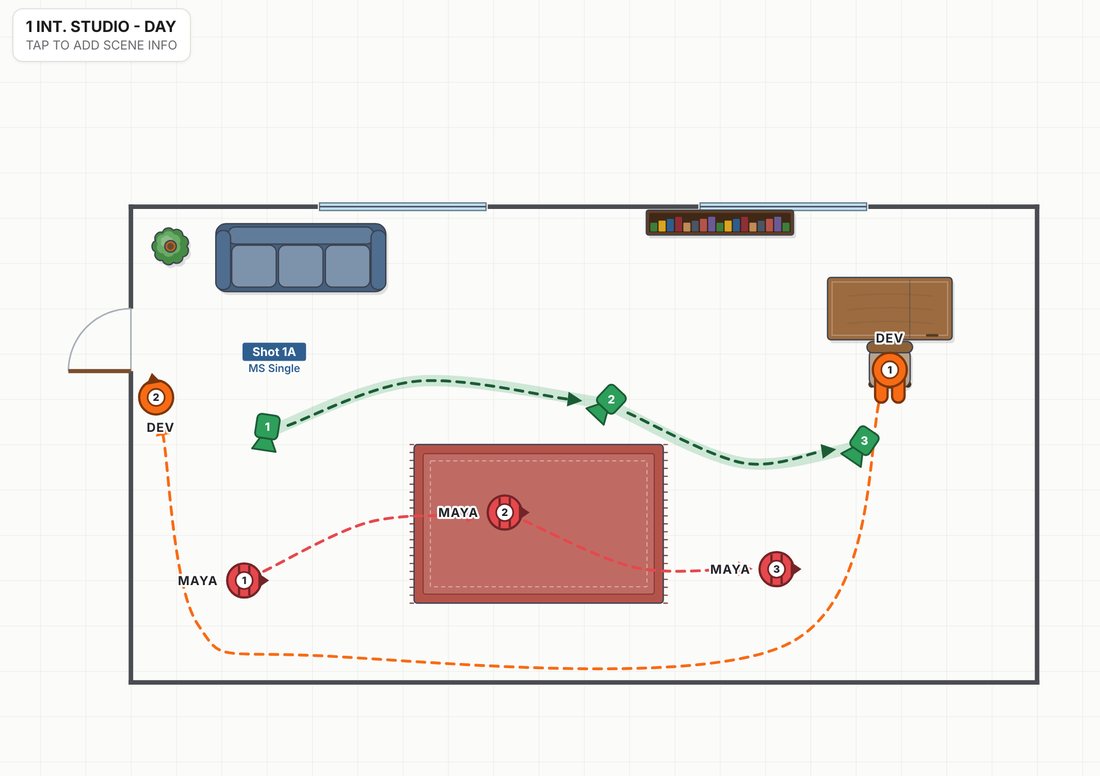 1 INT. STUDIO - DAY
TAP TO ADD SCENE INFO
DEV
1
Shot 1A
MS Single
2
DEV
1
2
3
MAYA
2
MAYA
1
MAYA
3